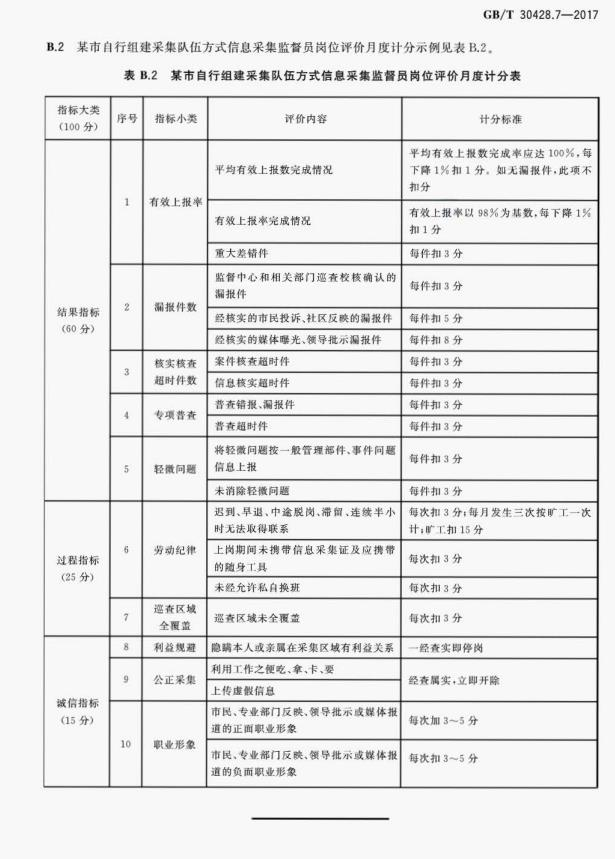 GB/T 30428.7—2017
B.2 某市自行组建采集队伍方式信息采集监督员岗位评价月度计分示例见表 B.2。
表 B.2 某市自行组建采集队伍方式信息采集监督员岗位评价月度计分表
指标大类
（100 分）
序号
指标小类
评价内容
计分标准
结果指标
（60 分）
1
有效上报率
平均有效上报数完成情况
平均有效上报数完成率应达 100%，每
下降 1%扣 1 分。如无漏报件，此项不
扣分
有效上报率完成情况
有效上报率以 98%为基数，每下降 1%
扣 1 分
重大差错件
每件扣 3 分
2
漏报件数
监督中心和相关部门巡查校核确认的
漏报件
每件扣 3 分
经核实的市民投诉、社区反映的漏报件
每件扣 5 分
经核实的媒体曝光、领导批示漏报件
每件扣 8 分
3
核实核查
超时件数
案件核查超时件
每件扣 3 分
信息核实超时件
每件扣 3 分
4
专项普查
普查错报、漏报件
每件扣 3 分
普查超时件
每件扣 3 分
5
轻微问题
将轻微问题按一般管理部件、事件问题
信息上报
每件扣 3 分
未消除轻微问题
每件扣 3 分
过程指标
（25 分）
6
劳动纪律
迟到、早退、中途脱岗、滞留、连续半小
时无法取得联系
每次扣 3 分；每月发生三次按旷工一次
计；旷工扣 15 分
上岗期间未携带信息采集证及应携带
的随身工具
每次扣 3 分
未经允许私自换班
每次扣 3 分
7
巡查区域
全覆盖
巡查区域未全覆盖
每次扣 3 分
诚信指标
（15 分）
8
利益规避
隐瞒本人或亲属在采集区域有利益关系
一经查实即停岗
9
公正采集
利用工作之便吃、拿、卡、要
上传虚假信息
经查属实，立即开除
10
职业形象
市民、专业部门反映、领导批示或媒体报
道的正面职业形象
每次加 3～5 分
市民、专业部门反映、领导批示或媒体报
道的负面职业形象
每次扣 3～5 分